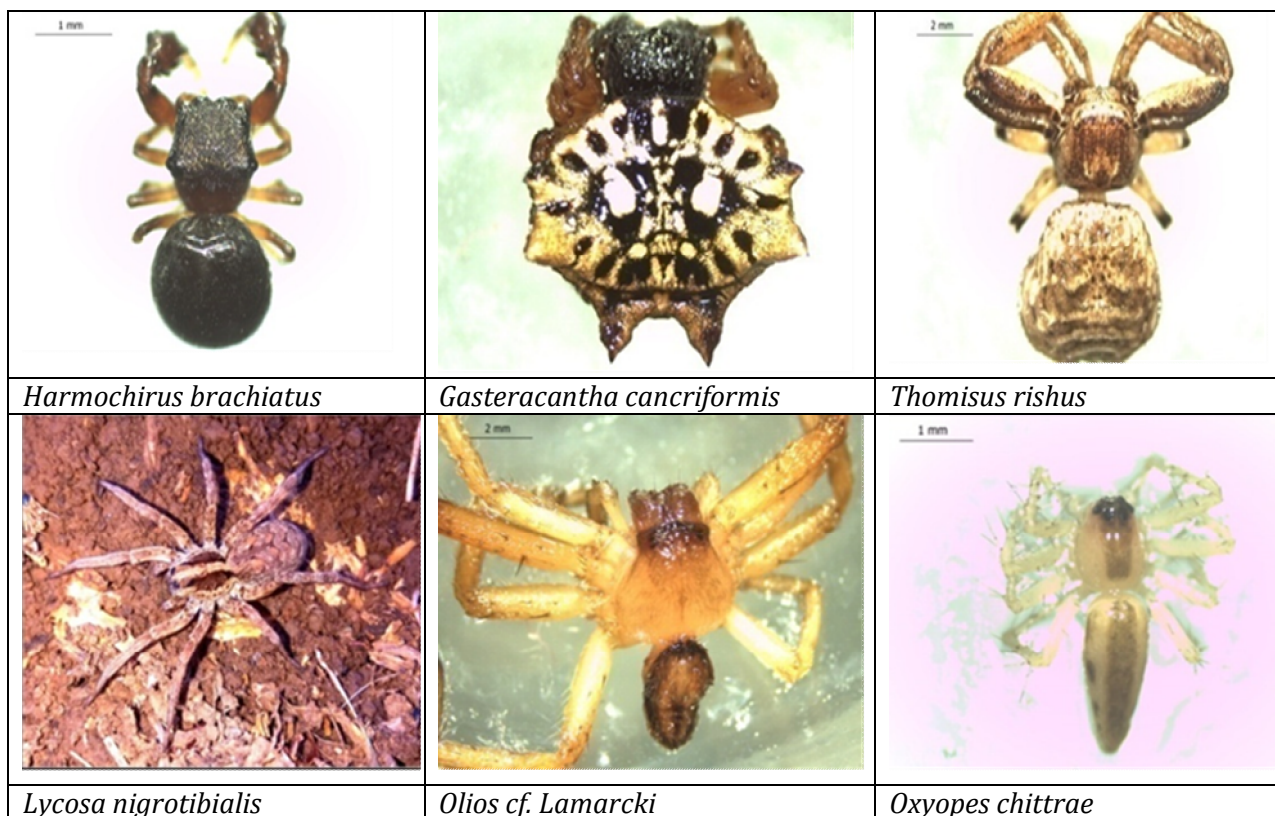 1 mm
2 mm
Harmochirus brachiatus
Gasteracantha cancriformis
Thomisus rishus
2 mm
1 mm
Lycosa nigrotibialis
Olios cf. Lamarcki
Oxyopes chittrae